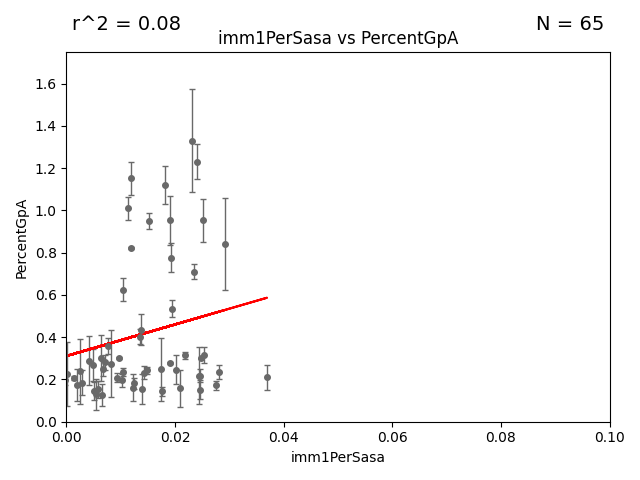 r^2 = 0.08
N = 65
imm1PerSasa vs PercentGpA
PercentGpA
1.6
1.4
1.2
1.0
0.8
0.6
0.4
0.2
0.0
0.00 0.02 0.04 0.06 0.08 0.10
imm1PerSasa